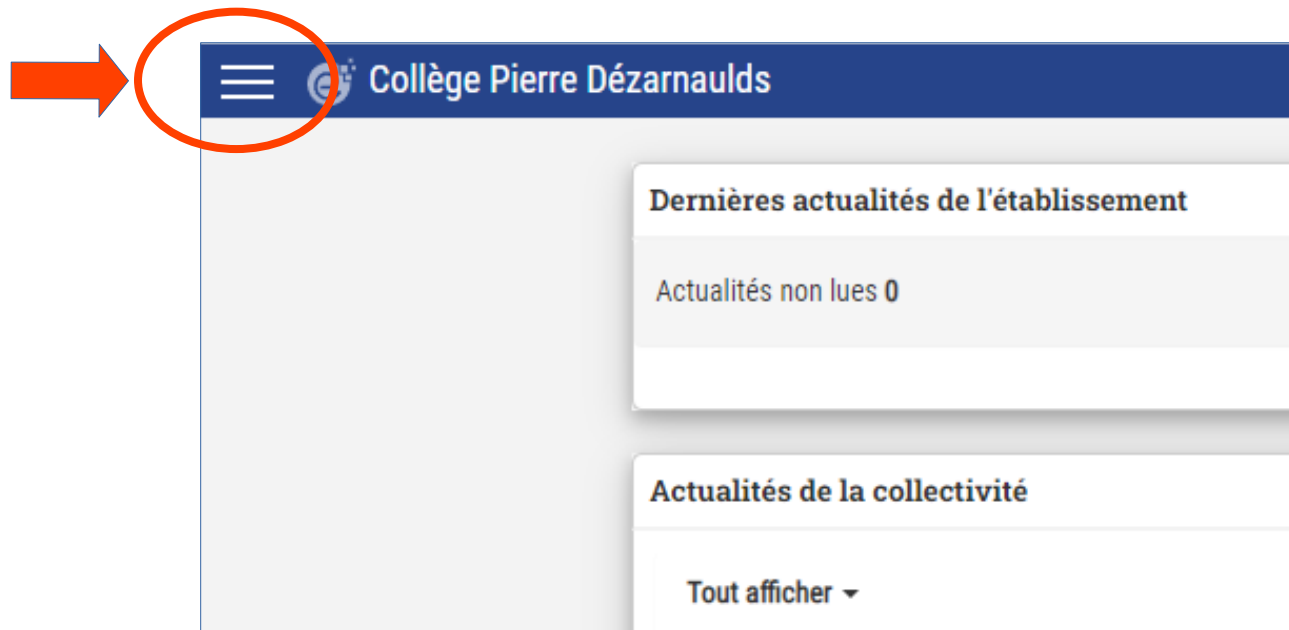 Collège Pierre Dézarnaulds
Dernières actualités de l'établissement
Actualités non lues 0
Actualités de la collectivité
Tout afficher